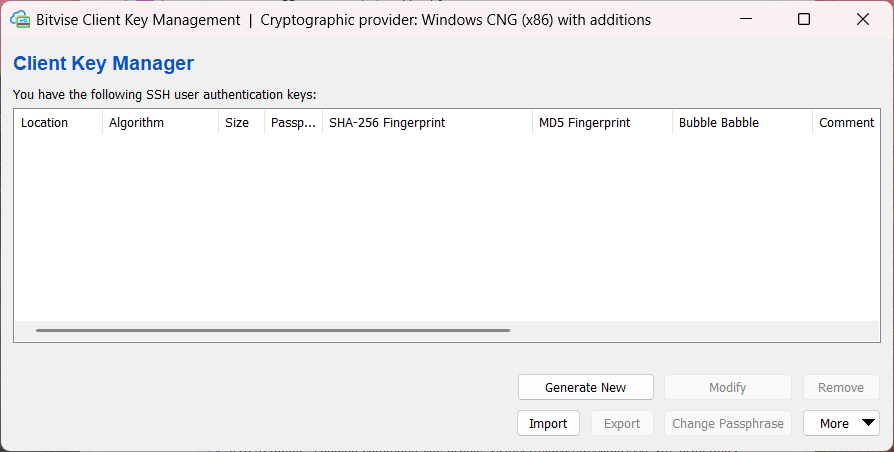 Bitvise Client Key Management | Cryptographic provider: Windows CNG (x86) with additions
Client Key Manager
You have the following SSH user authentication keys:
Location Algorithm Size Passp... SHA-256 Fingerprint MD5 Fingerprint Bubble Babble Comment
Generate New Modify Remove
Import Export Change Passphrase More